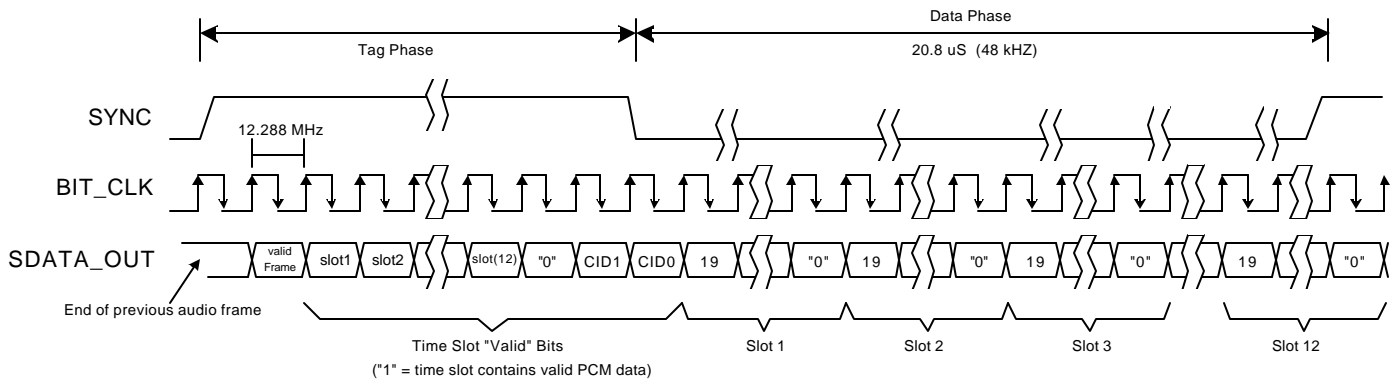 Data Phase
Tag Phase
20.8 uS (48 kHZ)
SYNC
12.288 MHz
BIT_CLK
SDATA_OUT
valid Frame slot1 slot2 slot(12) "0" CID1 CID0 19 "0" 19 "0" 19 "0" 19 "0"
End of previous audio frame
Time Slot "Valid" Bits
("1" = time slot contains valid PCM data)
Slot 1
Slot 2
Slot 3
Slot 12